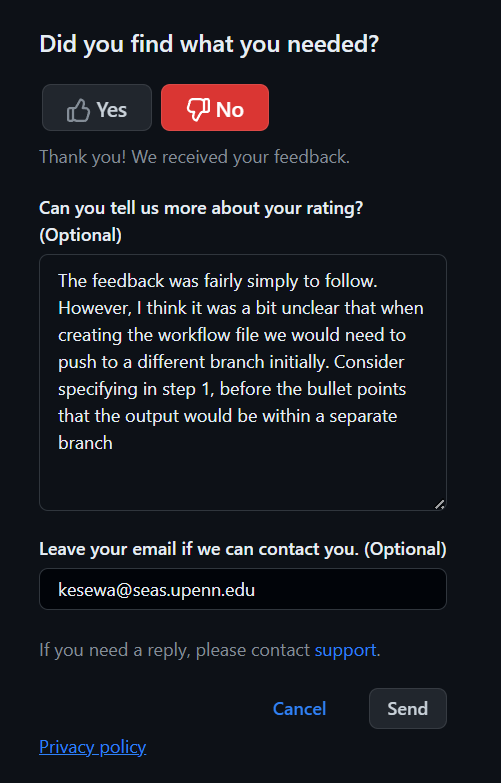 Did you find what you needed?
Yes
No
Thank you! We received your feedback.
Can you tell us more about your rating?
(Optional)
The feedback was fairly simply to follow.
However, I think it was a bit unclear that when
creating the workflow file we would need to
push to a different branch initially. Consider
specifying in step 1, before the bullet points
that the output would be within a separate
branch
Leave your email if we can contact you. (Optional)
kesewa@seas.upenn.edu
If you need a reply, please contact support.
Cancel
Send
Privacy policy